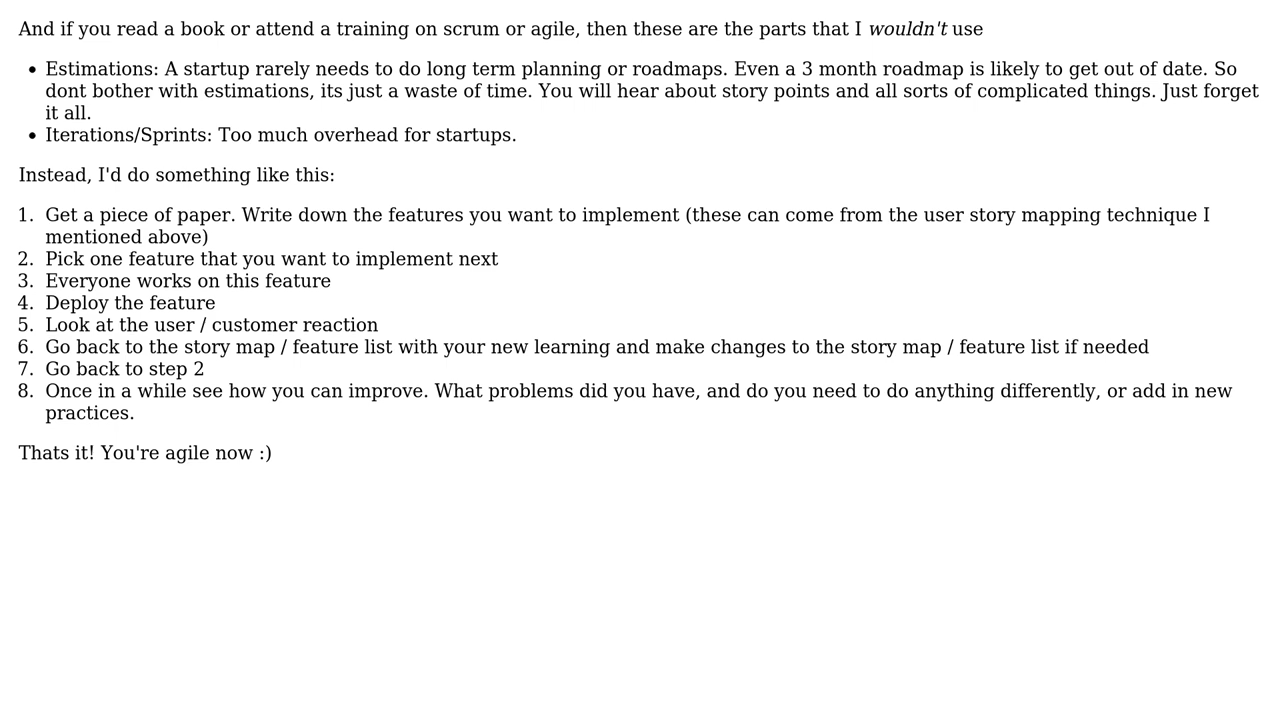 And if you read a book or attend a training on scrum or agile, then these are the parts that I wouldn't use
• Estimations: A startup rarely needs to do long term planning or roadmaps. Even a 3 month roadmap is likely to get out of date. So
dont bother with estimations, its just a waste of time. You will hear about story points and all sorts of complicated things. Just forget
it all.
• Iterations/Sprints: Too much overhead for startups.
Instead, I'd do something like this:
1. Get a piece of paper. Write down the features you want to implement (these can come from the user story mapping technique I
mentioned above)
2. Pick one feature that you want to implement next
3. Everyone works on this feature
4. Deploy the feature
5. Look at the user / customer reaction
6. Go back to the story map / feature list with your new learning and make changes to the story map / feature list if needed
7. Go back to step 2
8. Once in a while see how you can improve. What problems did you have, and do you need to do anything differently, or add in new
practices.
Thats it! You're agile now :)